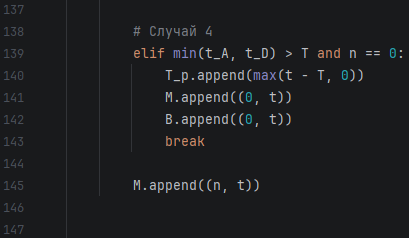 137
138 # Случай 4
139 elif min(t_A, t_D) > T and n == 0:
140 T_p.append(max(t - T, 0))
141 M.append((0, t))
142 B.append((0, t))
143 break
144
145 M.append((n, t))
146
147